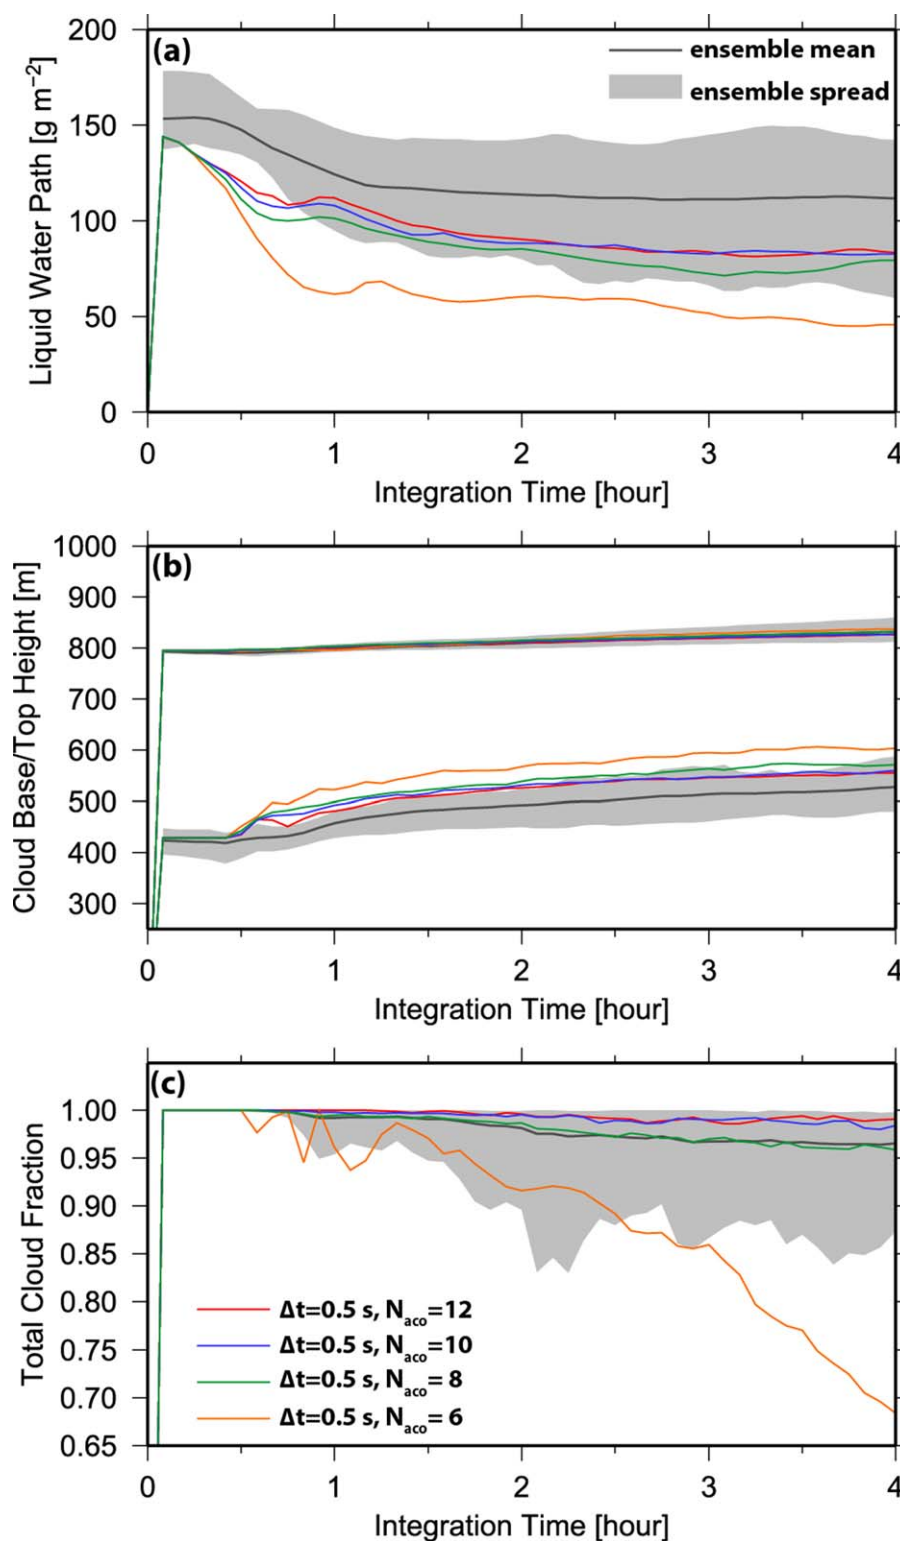 (a)
ensemble mean
ensemble spread
200
150
100
50
0
Liquid Water Path [g m⁻²]
0 1 2 3 4
Integration Time [hour]
(b)
1000
900
800
700
600
500
400
300
Cloud Base/Top Height [m]
0 1 2 3 4
Integration Time [hour]
(c)
1.00
0.95
0.90
0.85
0.80
0.75
0.70
0.65
Total Cloud Fraction
Δt=0.5 s, Naco=12
Δt=0.5 s, Naco=10
Δt=0.5 s, Naco= 8
Δt=0.5 s, Naco= 6
0 1 2 3 4
Integration Time [hour]